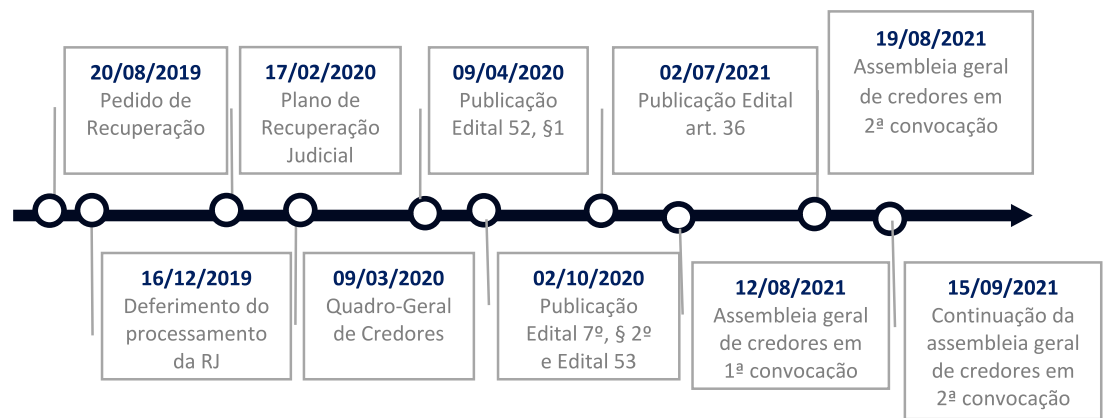 20/08/2019
Pedido de
Recuperação
17/02/2020
Plano de
Recuperação
Judicial
09/04/2020
Publicação
Edital 52, §1
02/07/2021
Publicação Edital
art. 36
19/08/2021
Assembleia geral
de credores em
2ª convocação
16/12/2019
Deferimento do
processamento
da RJ
09/03/2020
Quadro-Geral
de Credores
02/10/2020
Publicação
Edital 7º, § 2º
e Edital 53
12/08/2021
Assembleia geral
de credores em
1ª convocação
15/09/2021
Continuação da
assembleia geral
de credores em
2ª convocação